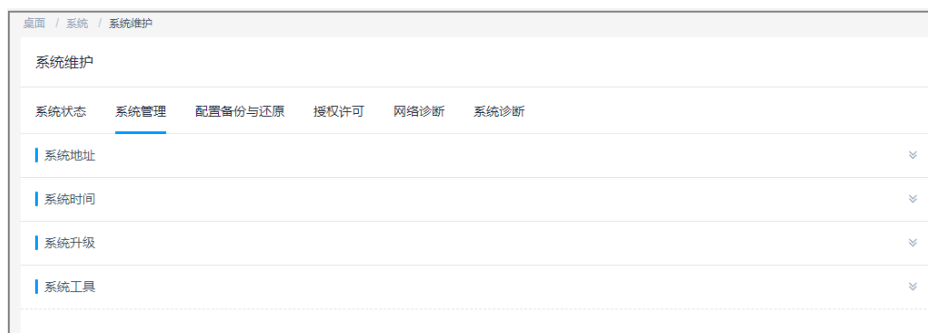 桌面 / 系统 / 系统维护
系统维护
系统状态 系统管理 配置备份与还原 授权许可 网络诊断 系统诊断
系统地址
系统时间
系统升级
系统工具